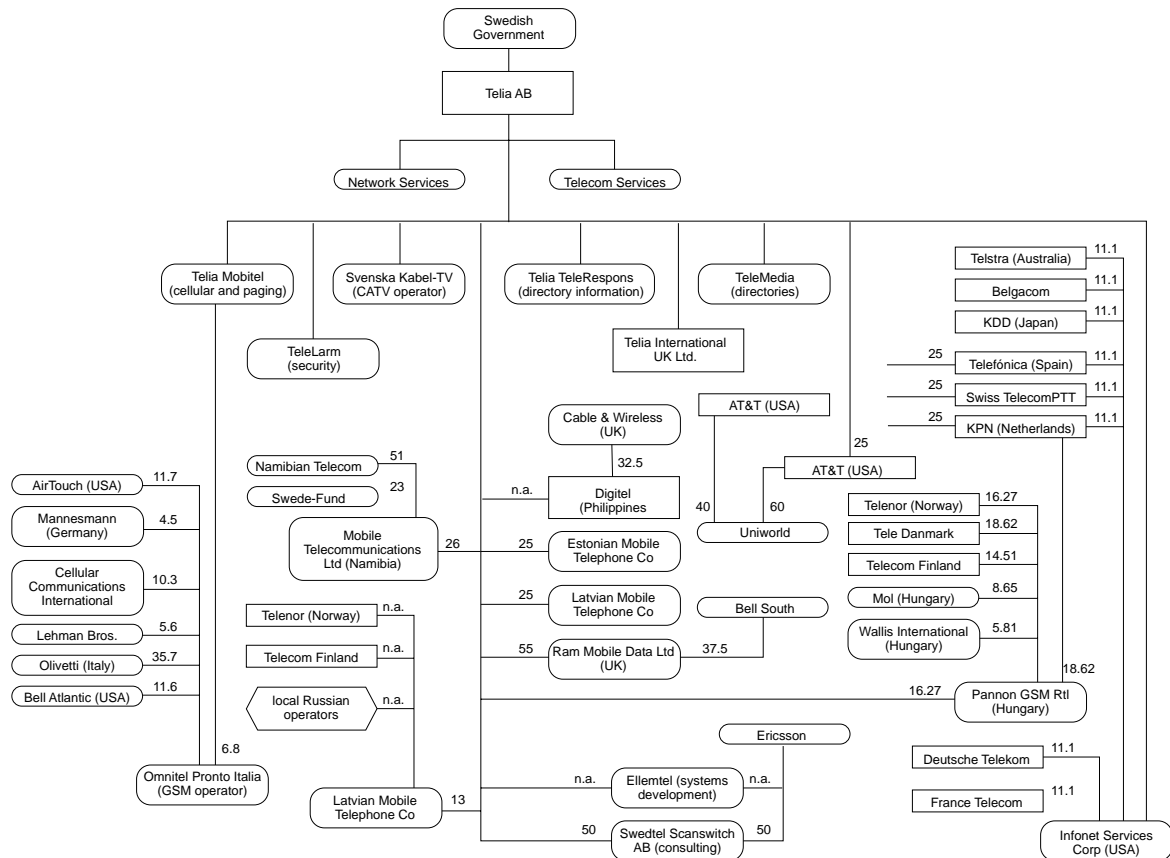 Swedish
Government
Telia AB
Network Services
Telecom Services
Telia Mobitel
(cellular and paging)
Svenska Kabel-TV
(CATV operator)
Telia TeleRespons
(directory information)
TeleMedia
(directories)
TeleLarm
(security)
Telia International
UK Ltd.
Telstra (Australia)
11.1
Belgacom
11.1
KDD (Japan)
11.1
25
Telefónica (Spain)
11.1
25
Swiss TelecomPTT
11.1
25
KPN (Netherlands)
11.1
AT&T (USA)
25
AT&T (USA)
40
60
Uniworld
Cable & Wireless
(UK)
32.5
n.a.
Digitel
(Philippines
Namibian Telecom
51
Swede-Fund
23
Mobile
Telecommunications
Ltd (Namibia)
26
25
Estonian Mobile
Telephone Co
25
Latvian Mobile
Telephone Co
Bell South
55
Ram Mobile Data Ltd
(UK)
37.5
AirTouch (USA)
11.7
Mannesmann
(Germany)
4.5
Cellular
Communications
International
10.3
Lehman Bros.
5.6
Olivetti (Italy)
35.7
Bell Atlantic (USA)
11.6
6.8
Omnitel Pronto Italia
(GSM operator)
Telenor (Norway)
n.a.
Telecom Finland
n.a.
local Russian
operators
n.a.
Latvian Mobile
Telephone Co
13
Telenor (Norway)
16.27
Tele Danmark
18.62
Telecom Finland
14.51
Mol (Hungary)
8.65
Wallis International
(Hungary)
5.81
18.62
16.27
Pannon GSM Rtl
(Hungary)
Ericsson
n.a.
Ellemtel (systems
development)
n.a.
50
Swedtel Scanswitch
AB (consulting)
50
Deutsche Telekom
11.1
France Telecom
11.1
Infonet Services
Corp (USA)